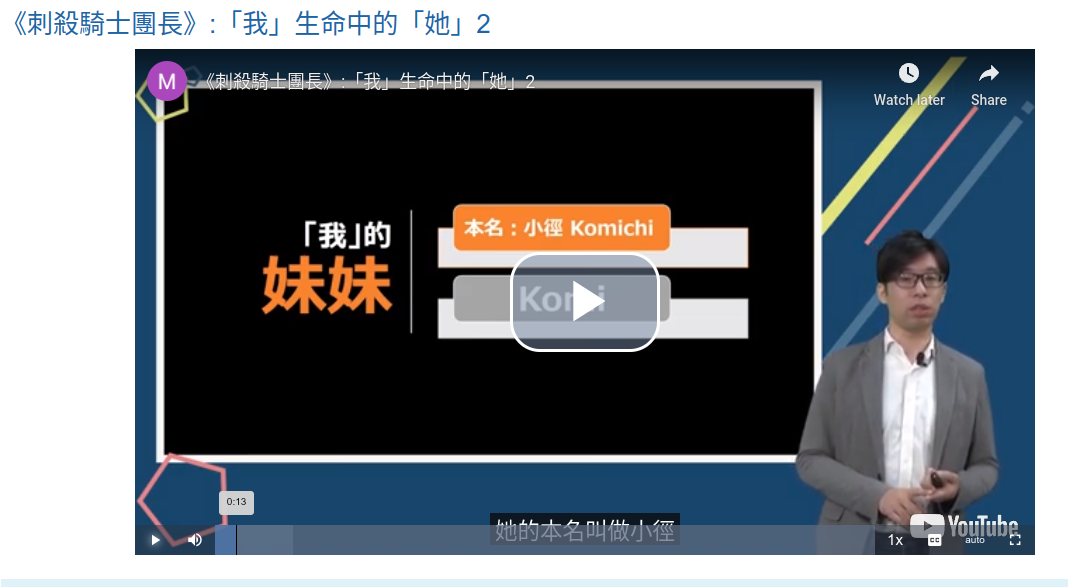 《刺殺騎士團長》:「我」生命中的「她」2
M
《刺殺騎士團長》:「我」生命中的「她」2
Watch later
Share
「我」的
妹妹
本名:小徑 Komichi
0:13
她的本名叫做小徑
YouTube
1x
CC
auto